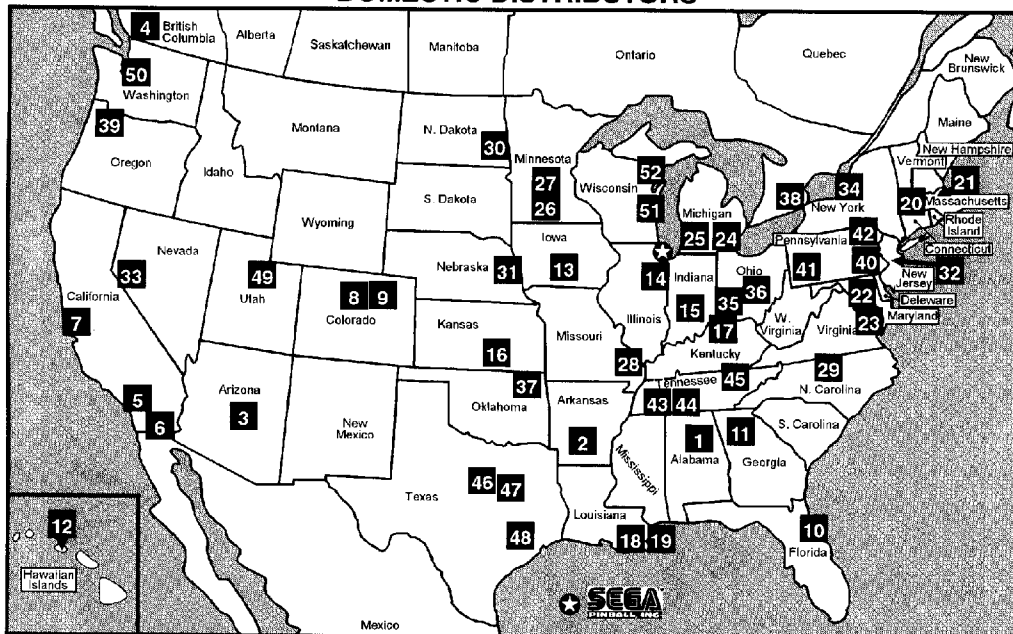 DOMESTIC DISTRIBUTORS
4
British
Columbia
Alberta
Saskatchewan
Manitoba
Ontario
Quebec
New
Brunswick
50
Washington
39
Oregon
Idaho
Montana
N. Dakota
30
Minnesota
27
26
Wisconsin
52
51
Michigan
25
24
38
34
New York
Maine
New Hampshire
Vermont
21
20
Massachusetts
Rhode
Island
Connecticut
S. Dakota
Wyoming
Nevada
33
California
7
5
6
49
Utah
8
9
Colorado
Nebraska
31
Iowa
13
14
Illinois
Indiana
15
Ohio
36
35
17
Pennsylvania
42
41
40
New
Jersey
32
Deleware
Maryland
22
23
W.
Virginia
Virginia
Kentucky
Kansas
16
Missouri
28
Arizona
3
New
Mexico
37
Oklahoma
Arkansas
2
Tennessee
45
43
44
29
N. Carolina
S. Carolina
Mississippi
1
Alabama
11
Georgia
Texas
46
47
48
Louisiana
18
19
10
Florida
12
Hawaiian
Islands
Mexico
SEGA
PINBALL, INC.